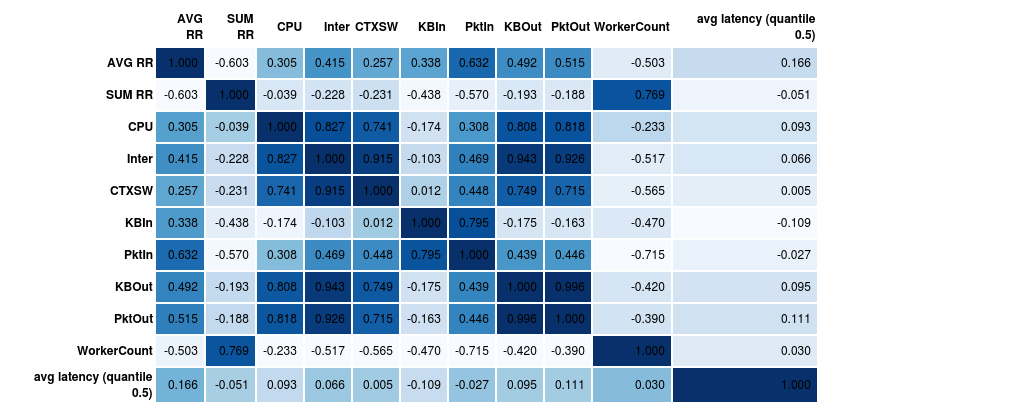 AVG RR SUM RR CPU Inter CTXSW KBIn PktIn KBOut PktOut WorkerCount avg latency (quantile 0.5)
AVG RR 1.000 -0.603 0.305 0.415 0.257 0.338 0.632 0.492 0.515 -0.503 0.166
SUM RR -0.603 1.000 -0.039 -0.228 -0.231 -0.438 -0.570 -0.193 -0.188 0.769 -0.051
CPU 0.305 -0.039 1.000 0.827 0.741 -0.174 0.308 0.808 0.818 -0.233 0.093
Inter 0.415 -0.228 0.827 1.000 0.915 -0.103 0.469 0.943 0.926 -0.517 0.066
CTXSW 0.257 -0.231 0.741 0.915 1.000 0.012 0.448 0.749 0.715 -0.565 0.005
KBIn 0.338 -0.438 -0.174 -0.103 0.012 1.000 0.795 -0.175 -0.163 -0.470 -0.109
PktIn 0.632 -0.570 0.308 0.469 0.448 0.795 1.000 0.439 0.446 -0.715 -0.027
KBOut 0.492 -0.193 0.808 0.943 0.749 -0.175 0.439 1.000 0.996 -0.420 0.095
PktOut 0.515 -0.188 0.818 0.926 0.715 -0.163 0.446 0.996 1.000 -0.390 0.111
WorkerCount -0.503 0.769 -0.233 -0.517 -0.565 -0.470 -0.715 -0.420 -0.390 1.000 0.030
avg latency (quantile 0.5) 0.166 -0.051 0.093 0.066 0.005 -0.109 -0.027 0.095 0.111 0.030 1.000